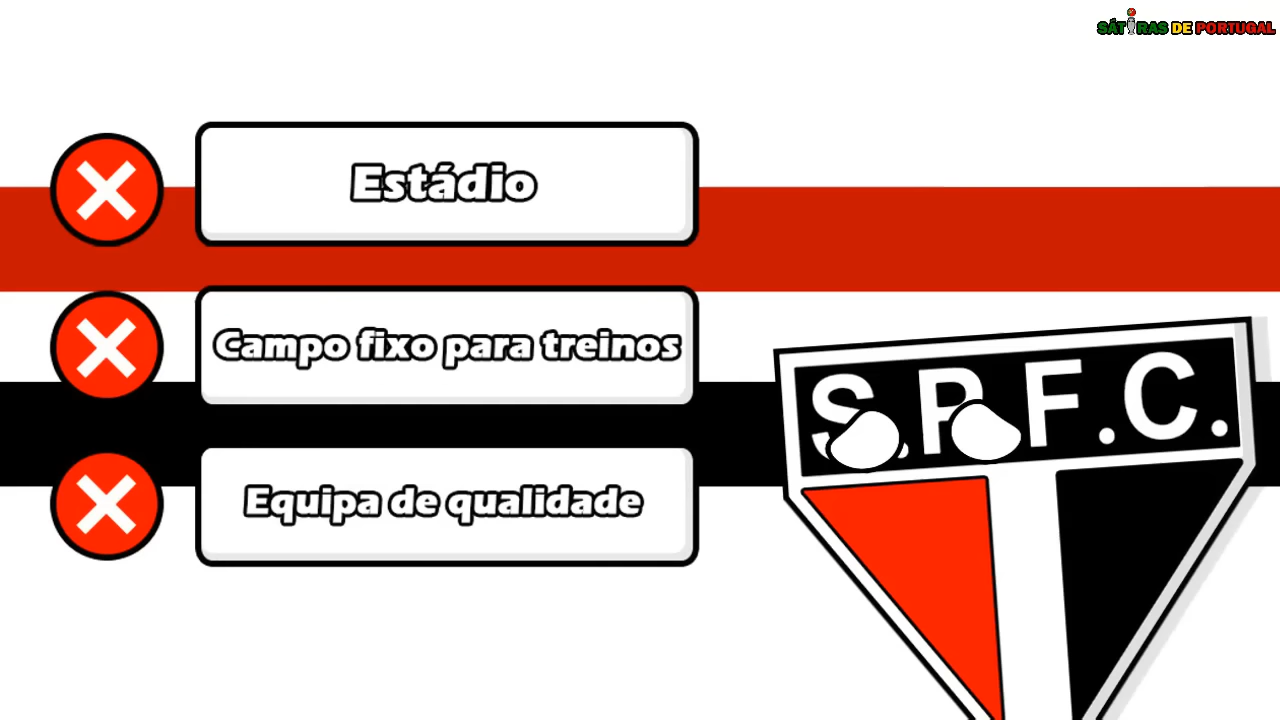 SÁTIRAS DE PORTUGAL
Estádio
Campo fixo para treinos
S.P.F.C.
Equipa de qualidade